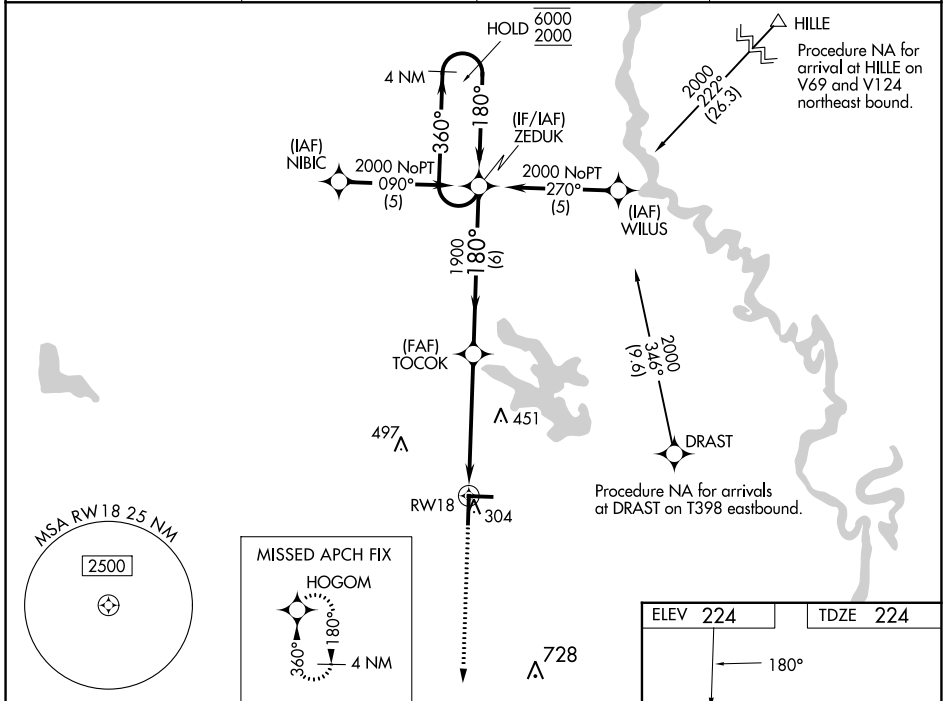 HOLD 6000
2000
4 NM
360°
180°
(IF/IAF)
ZEDUK
HILLE
Procedure NA for
arrival at HILLE on
V69 and V124
northeast bound.
2000
222°
(26.3)
(IAF)
NIBIC
2000 NoPT
090°
(5)
2000 NoPT
270°
(5)
(IAF)
WILUS
1900
180°
(6)
(FAF)
TOCOK
2000
346°
(9.6)
451
497
DRAST
Procedure NA for arrivals
at DRAST on T398 eastbound.
RW18
304
MSA RW18 25 NM
2500
MISSED APCH FIX
HOGOM
360°
180°
4 NM
728
ELEV 224
TDZE 224
180°